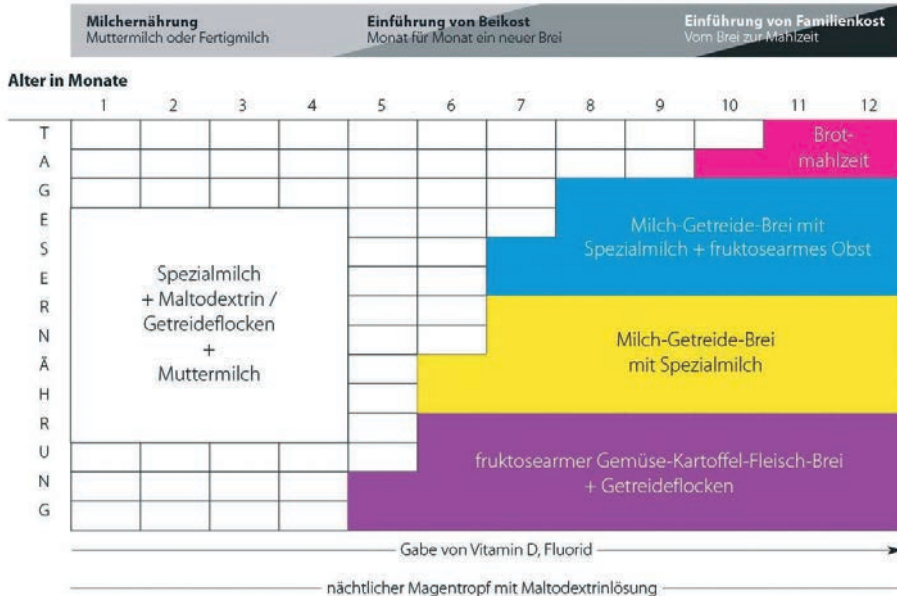 Milchernährung
Muttermilch oder Fertigmilch
Einführung von Beikost
Monat für Monat ein neuer Brei
Einführung von Familienkost
Vom Brei zur Mahlzeit
Alter in Monate
1 2 3 4 5 6 7 8 9 10 11 12
T
A
G
E
S
E
R
N
Ä
H
R
U
N
G
Brot-
mahlzeit
Milch-Getreide-Brei mit
Spezialmilch + fruktosearmes Obst
Spezialmilch
+ Maltodextrin /
Getreideflocken
+
Muttermilch
Milch-Getreide-Brei
mit Spezialmilch
fruktosearmer Gemüse-Kartoffel-Fleisch-Brei
+ Getreideflocken
Gabe von Vitamin D, Fluorid
nächtlicher Magentropf mit Maltodextrinlösung